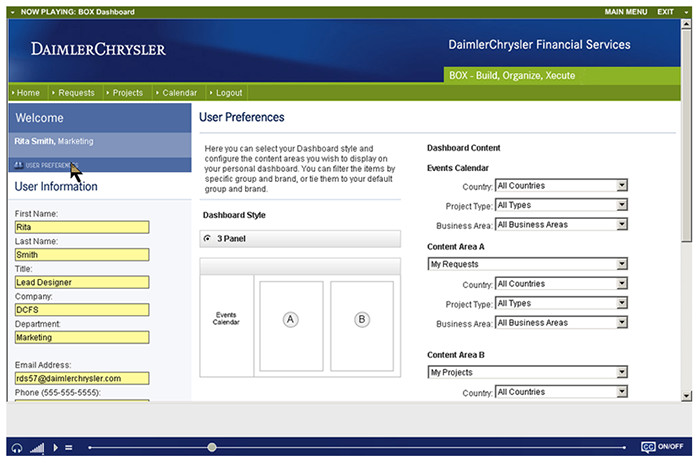 NOW PLAYING: BOX Dashboard MAIN MENU EXIT
DAIMLERCHRYSLER
DaimlerChrysler Financial Services
BOX - Build, Organize, Xecute
Home Requests Projects Calendar Logout
Welcome
Rita Smith, Marketing
USER PREFERENCES
User Information
First Name:
Rita
Last Name:
Smith
Title:
Lead Designer
Company:
DCFS
Department:
Marketing
Email Address:
rds57@daimlerchrysler.com
Phone (555-555-5555):
User Preferences
Here you can select your Dashboard style and
configure the content areas you wish to display on
your personal dashboard. You can filter the items by
specific group and brand, or tie them to your default
group and brand.
Dashboard Style
3 Panel
Events
Calendar
A
B
Dashboard Content
Events Calendar
Country: All Countries
Project Type: All Types
Business Area: All Business Areas
Content Area A
My Requests
Country: All Countries
Project Type: All Types
Business Area: All Business Areas
Content Area B
My Projects
Country: All Countries
CC ON/OFF